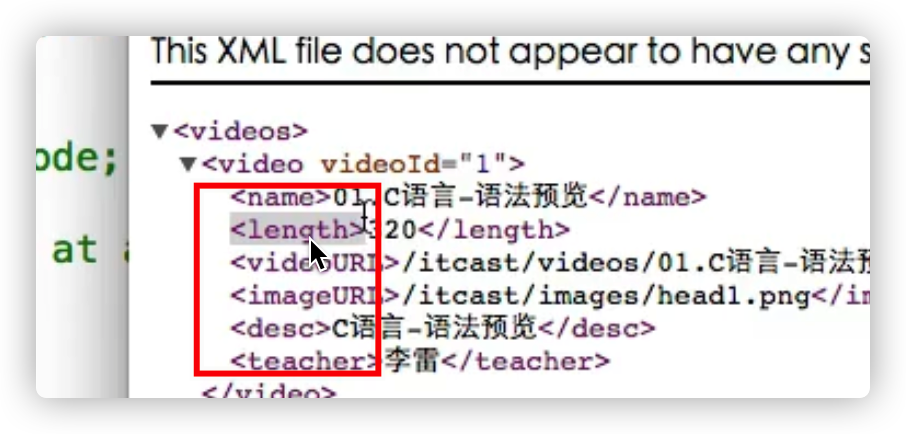 This XML file does not appear to have any s
▼<videos>
ode;
▼<video videoId="1">
<name>01.C语言-语法预览</name>
<length>320</length>
at a
<videoURL>/itcast/videos/01.C语言-语法预
<imageURL>/itcast/images/head1.png</im
<desc>C语言-语法预览</desc>
<teacher>李雷</teacher>
</video>